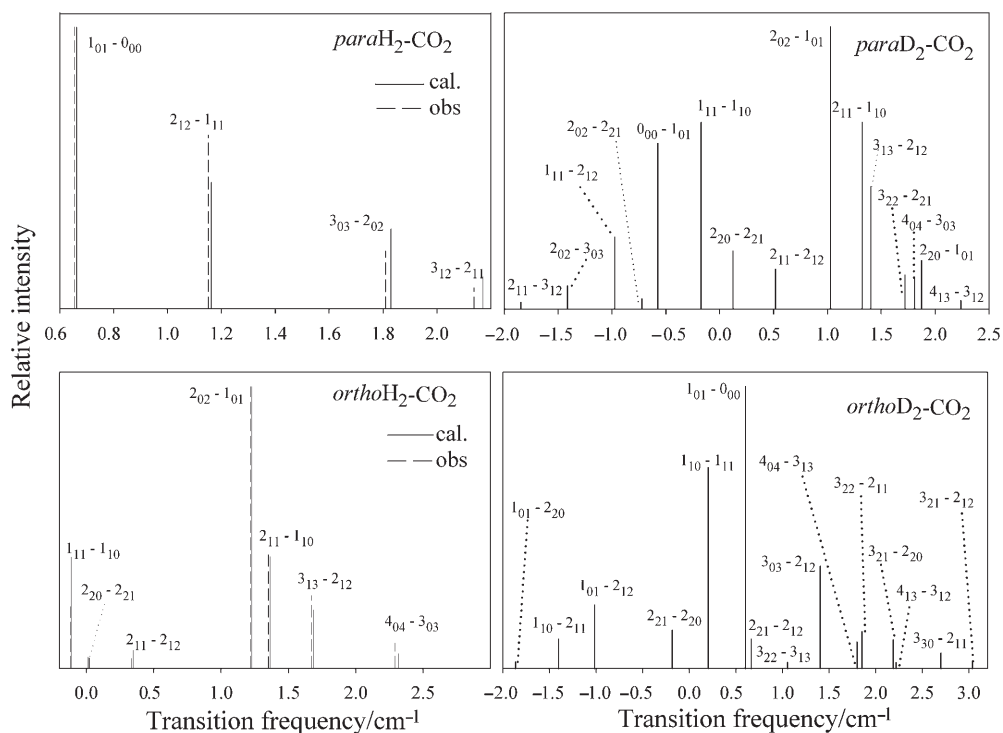 Relative intensity
paraH2-CO2
cal.
obs
1₀₁ - 0₀₀
2₁₂ - 1₁₁
3₀₃ - 2₀₂
3₁₂ - 2₁₁
0.6 0.8 1.0 1.2 1.4 1.6 1.8 2.0
paraD₂-CO₂
2₀₂ - 1₀₁
1₁₁ - 1₁₀
2₁₁ - 1₁₀
2₀₂ - 2₂₁
0₀₀ - 1₀₁
3₁₃ - 2₁₂
1₁₁ - 2₁₂
3₂₂ - 2₂₁
4₀₄ - 3₀₃
2₀₂ - 3₀₃
2₂₀ - 2₂₁
2₁₁ - 2₁₂
2₂₀ - 1₀₁
2₁₁ - 3₁₂
4₁₃ - 3₁₂
−2.0 −1.5 −1.0 −0.5 0.0 0.5 1.0 1.5 2.0 2.5
orthoH₂-CO₂
cal.
obs
2₀₂ - 1₀₁
1₁₁ - 1₁₀
2₂₀ - 2₂₁
2₁₁ - 2₁₂
2₁₁ - 1₁₀
3₁₃ - 2₁₂
4₀₄ - 3₀₃
0.0 0.5 1.0 1.5 2.0 2.5
Transition frequency/cm⁻¹
orthoD₂-CO₂
1₀₁ - 0₀₀
1₁₀ - 1₁₁
4₀₄ - 3₁₃
3₂₂ - 2₁₁
3₂₁ - 2₁₂
1₀₁ - 2₂₀
3₀₃ - 2₁₂
3₂₁ - 2₂₀
1₀₁ - 2₁₂
4₁₃ - 3₁₂
1₁₀ - 2₁₁
2₂₁ - 2₂₀
2₂₁ - 2₁₂
3₂₂ - 3₁₃
3₃₀ - 2₁₁
−2.0 −1.5 −1.0 −0.5 0.0 0.6 1.0 1.5 2.0 2.5 3.0
Transition frequency/cm⁻¹